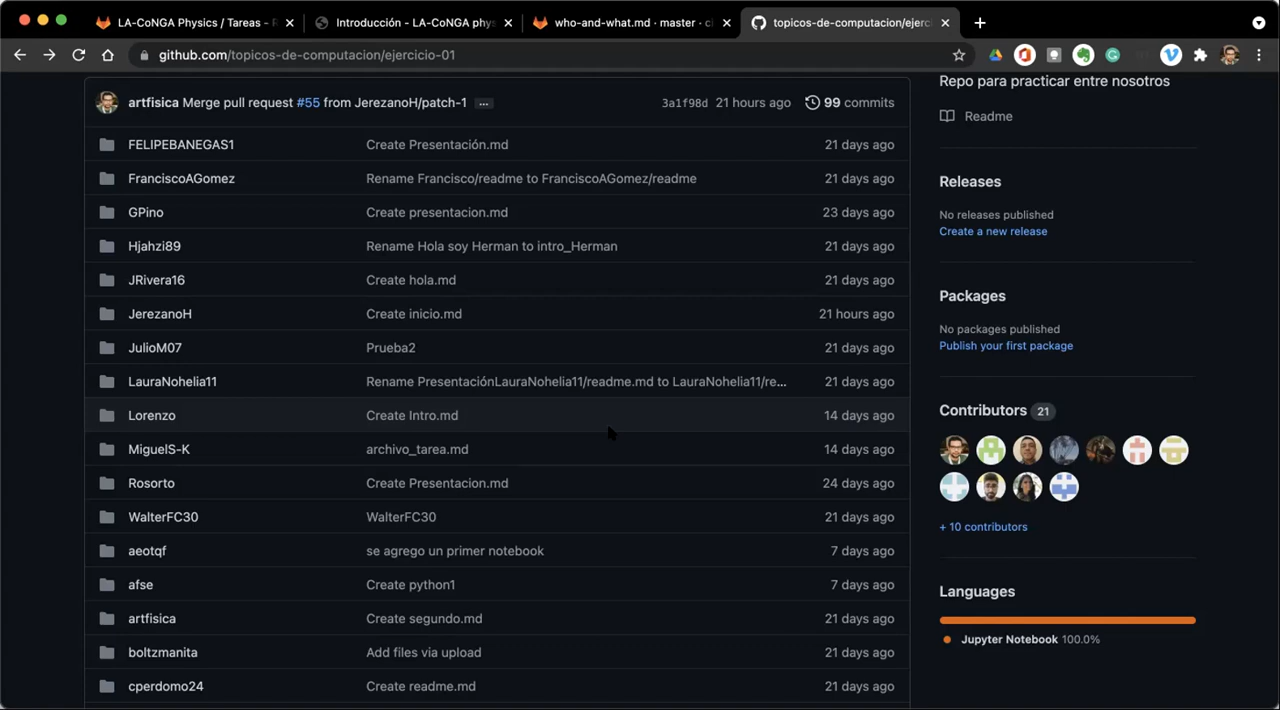 LA-CoNGA Physics / Tareas - 
Introducción - LA-CoNGA phys
who-and-what.md · master · c
topicos-de-computacion/ejerci
github.com/topicos-de-computacion/ejercicio-01
artfisica Merge pull request #55 from JerezanoH/patch-1 ... 3a1f98d 21 hours ago 99 commits
FELIPEBANEGAS1 Create Presentación.md 21 days ago
FranciscoAGomez Rename Francisco/readme to FranciscoAGomez/readme 21 days ago
GPino Create presentacion.md 23 days ago
Hjahzi89 Rename Hola soy Herman to intro_Herman 21 days ago
JRivera16 Create hola.md 21 days ago
JerezanoH Create inicio.md 21 hours ago
JulioM07 Prueba2 21 days ago
LauraNohelia11 Rename PresentaciónLauraNohelia11/readme.md to LauraNohelia11/re... 21 days ago
Lorenzo Create Intro.md 14 days ago
MiguelS-K archivo_tarea.md 14 days ago
Rosorto Create Presentacion.md 24 days ago
WalterFC30 WalterFC30 21 days ago
aeotqf se agrego un primer notebook 7 days ago
afse Create python1 7 days ago
artfisica Create segundo.md 21 days ago
boltzmanita Add files via upload 21 days ago
cperdomo24 Create readme.md 21 days ago
Repo para practicar entre nosotros
Readme
Releases
No releases published
Create a new release
Packages
No packages published
Publish your first package
Contributors 21
+ 10 contributors
Languages
Jupyter Notebook 100.0%